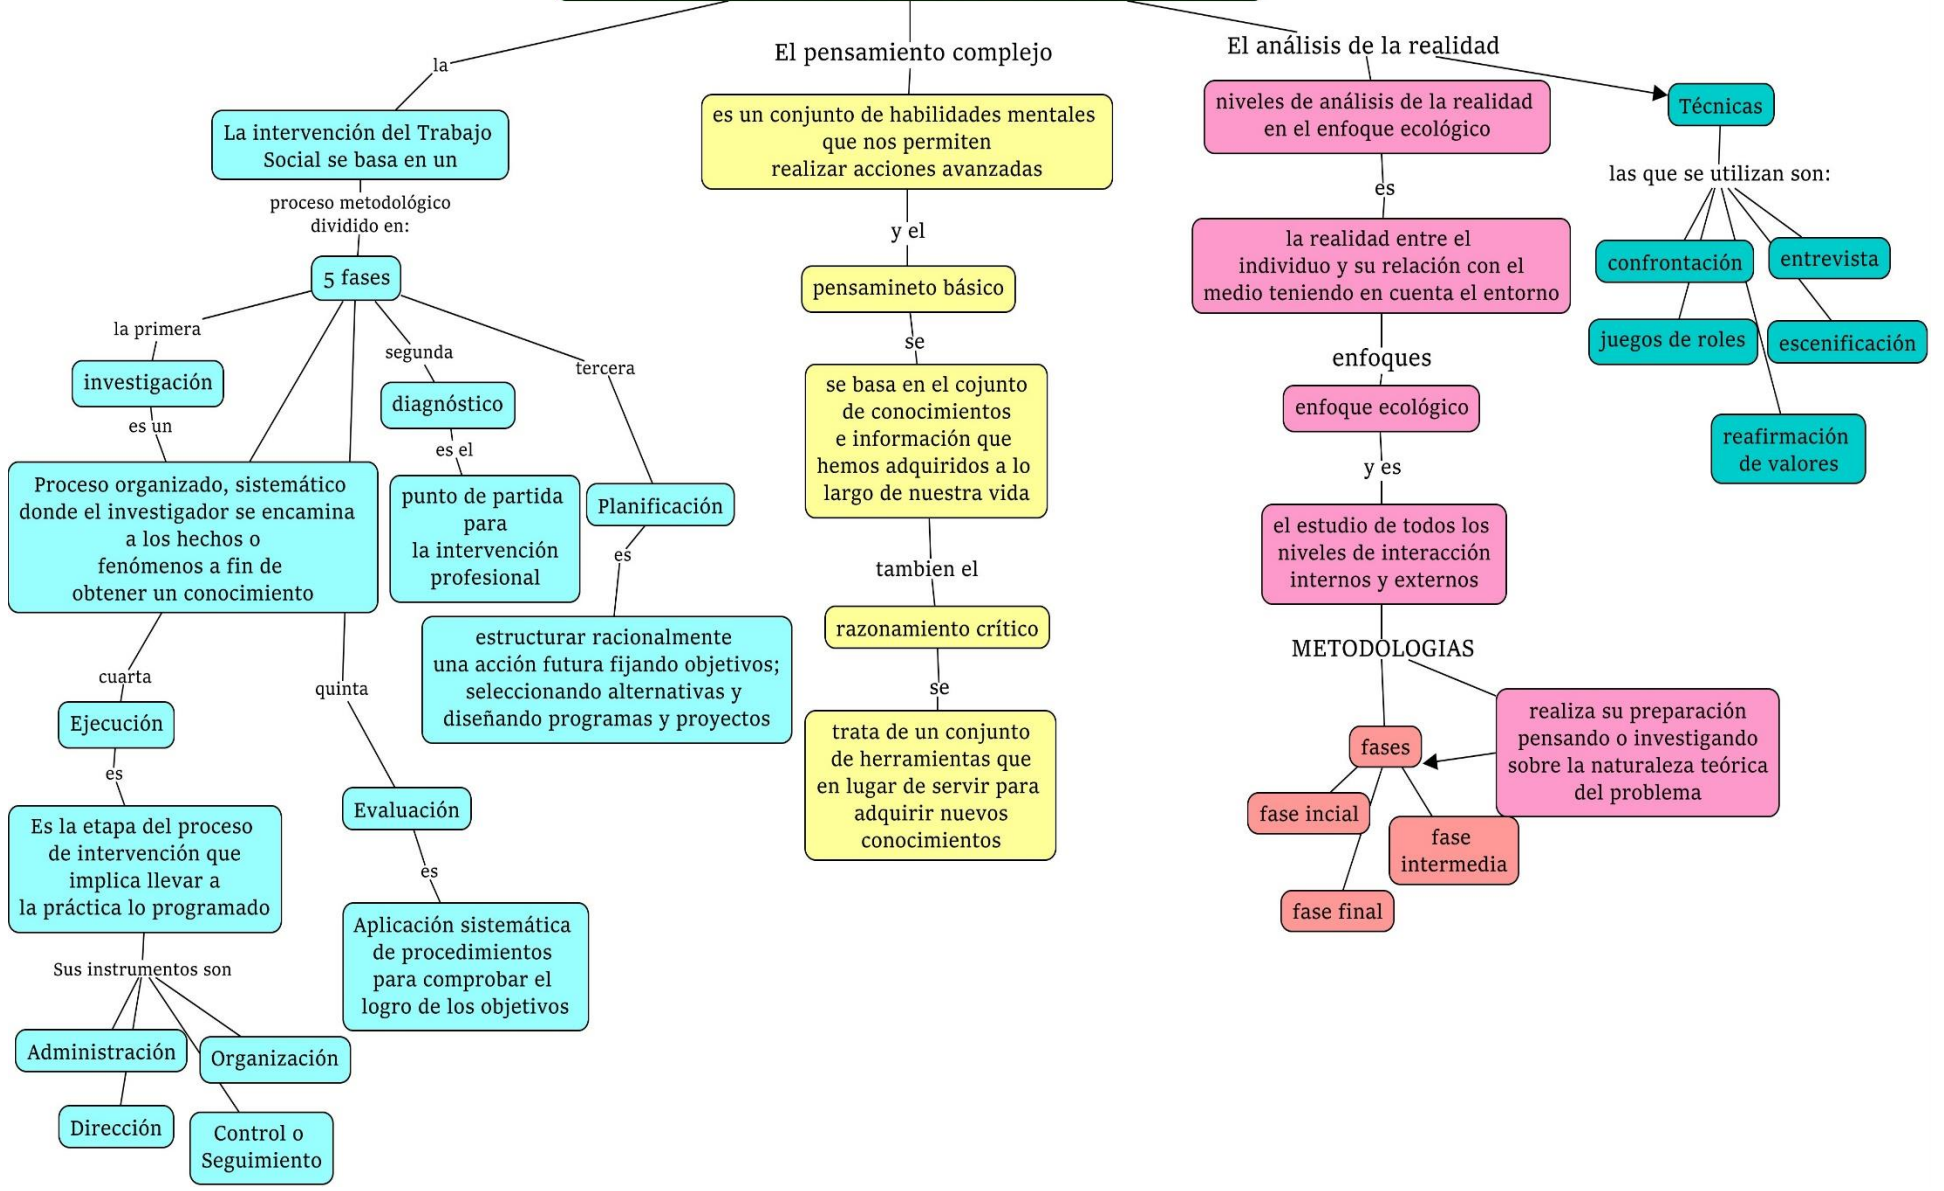 la
La intervención del Trabajo
Social se basa en un
proceso metodológico
dividido en:
5 fases
la primera
investigación
es un
Proceso organizado, sistemático
donde el investigador se encamina
a los hechos o
fenómenos a fin de
obtener un conocimiento
segunda
diagnóstico
es el
punto de partida
para
la intervención
profesional
tercera
Planificación
es
estructurar racionalmente
una acción futura fijando objetivos;
seleccionando alternativas y
diseñando programas y proyectos
cuarta
Ejecución
es
Es la etapa del proceso
de intervención que
implica llevar a
la práctica lo programado
Sus instrumentos son
Administración
Organización
Dirección
Control o
Seguimiento
quinta
Evaluación
es
Aplicación sistemática
de procedimientos
para comprobar el
logro de los objetivos
El pensamiento complejo
es un conjunto de habilidades mentales
que nos permiten
realizar acciones avanzadas
y el
pensamineto básico
se
se basa en el cojunto
de conocimientos
e información que
hemos adquiridos a lo
largo de nuestra vida
tambien el
razonamiento crítico
se
trata de un conjunto
de herramientas que
en lugar de servir para
adquirir nuevos
conocimientos
El análisis de la realidad
niveles de análisis de la realidad
en el enfoque ecológico
es
la realidad entre el
individuo y su relación con el
medio teniendo en cuenta el entorno
enfoques
enfoque ecológico
y es
el estudio de todos los
niveles de interacción
internos y externos
METODOLOGIAS
realiza su preparación
pensando o investigando
sobre la naturaleza teórica
del problema
fases
fase incial
fase
intermedia
fase final
Técnicas
las que se utilizan son:
confrontación
entrevista
juegos de roles
escenificación
reafirmación
de valores